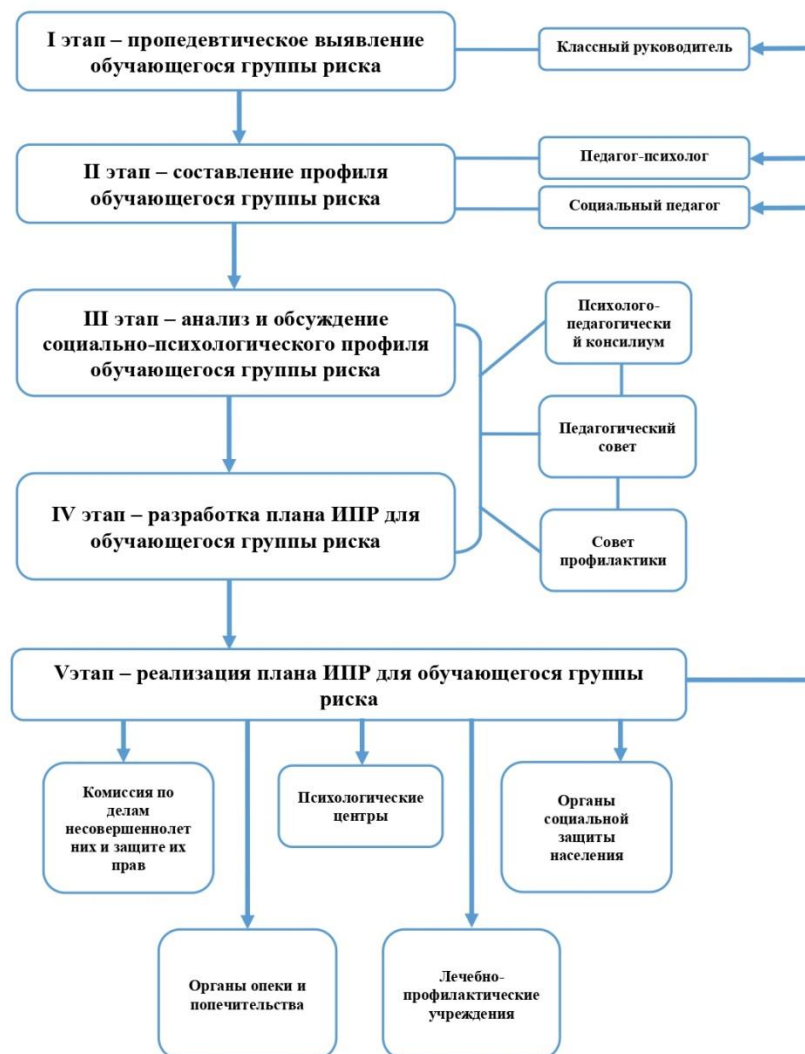 I этап – пропедевтическое выявление
обучающегося группы риска
Классный руководитель
II этап – составление профиля
обучающегося группы риска
Педагог-психолог
Социальный педагог
III этап – анализ и обсуждение
социально-психологического профиля
обучающегося группы риска
Психолого-
педагогически
й консилиум
Педагогический
совет
IV этап – разработка плана ИПР для
обучающегося группы риска
Совет
профилактики
Vэтап – реализация плана ИПР для обучающегося группы
риска
Комиссия по
делам
несовершеннолет
них и защите их
прав
Психологические
центры
Органы
социальной
защиты
населения
Органы опеки и
попечительства
Лечебно-
профилактические
учреждения